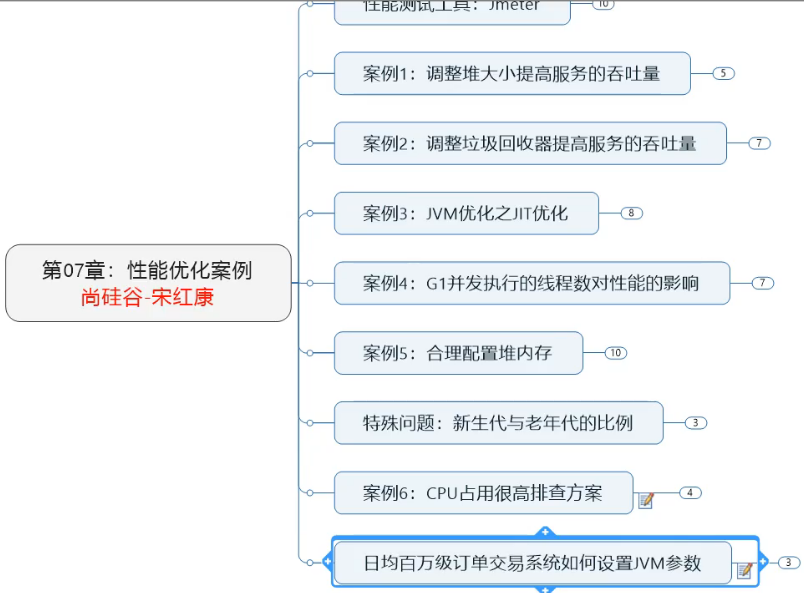 性能测试工具：Jmeter
10
案例1：调整堆大小提高服务的吞吐量
5
案例2：调整垃圾回收器提高服务的吞吐量
7
案例3：JVM优化之JIT优化
8
第07章：性能优化案例
尚硅谷-宋红康
案例4：G1并发执行的线程数对性能的影响
7
案例5：合理配置堆内存
10
特殊问题：新生代与老年代的比例
3
案例6：CPU占用很高排查方案
4
日均百万级订单交易系统如何设置JVM参数
3